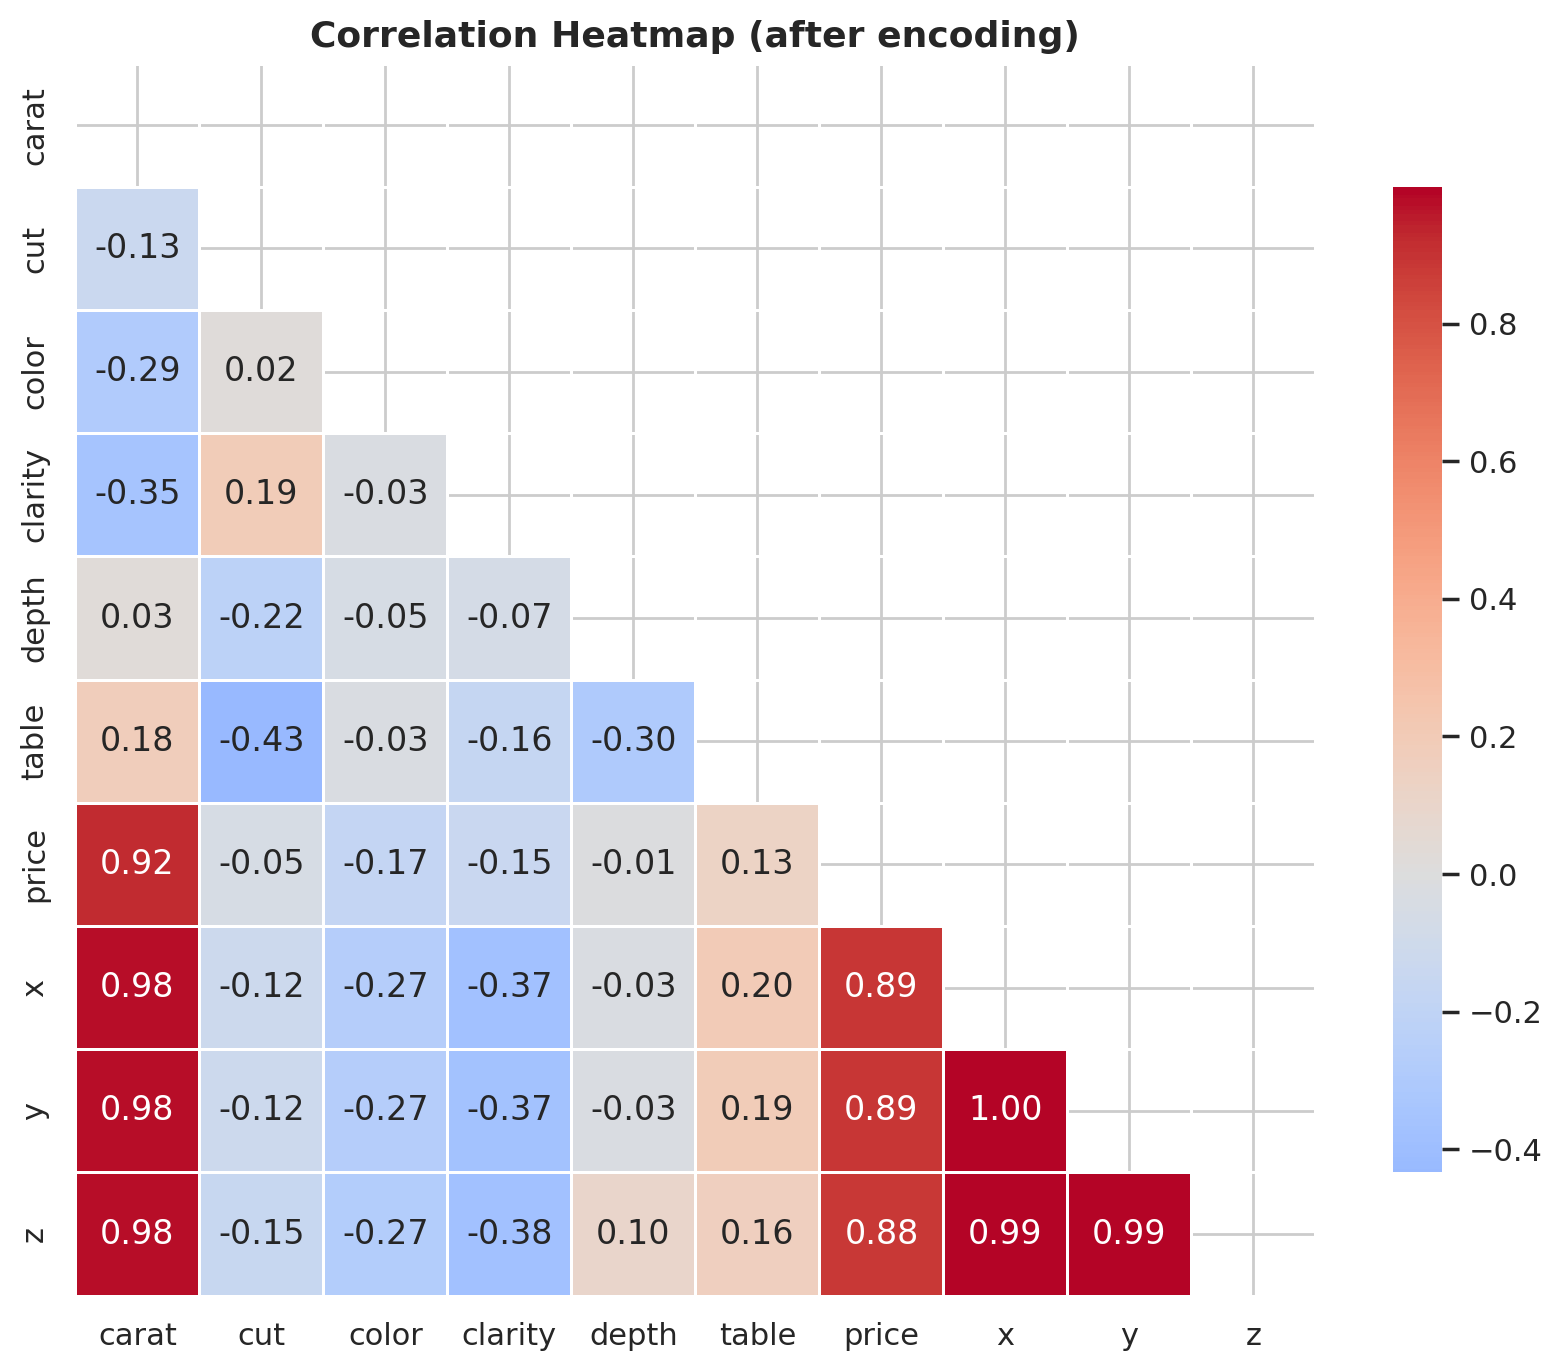 Correlation Heatmap (after encoding)
carat
cut -0.13
color -0.29 0.02
clarity -0.35 0.19 -0.03
depth 0.03 -0.22 -0.05 -0.07
table 0.18 -0.43 -0.03 -0.16 -0.30
price 0.92 -0.05 -0.17 -0.15 -0.01 0.13
x 0.98 -0.12 -0.27 -0.37 -0.03 0.20 0.89
y 0.98 -0.12 -0.27 -0.37 -0.03 0.19 0.89 1.00
z 0.98 -0.15 -0.27 -0.38 0.10 0.16 0.88 0.99 0.99
carat cut color clarity depth table price x y z
0.8
0.6
0.4
0.2
0.0
−0.2
−0.4